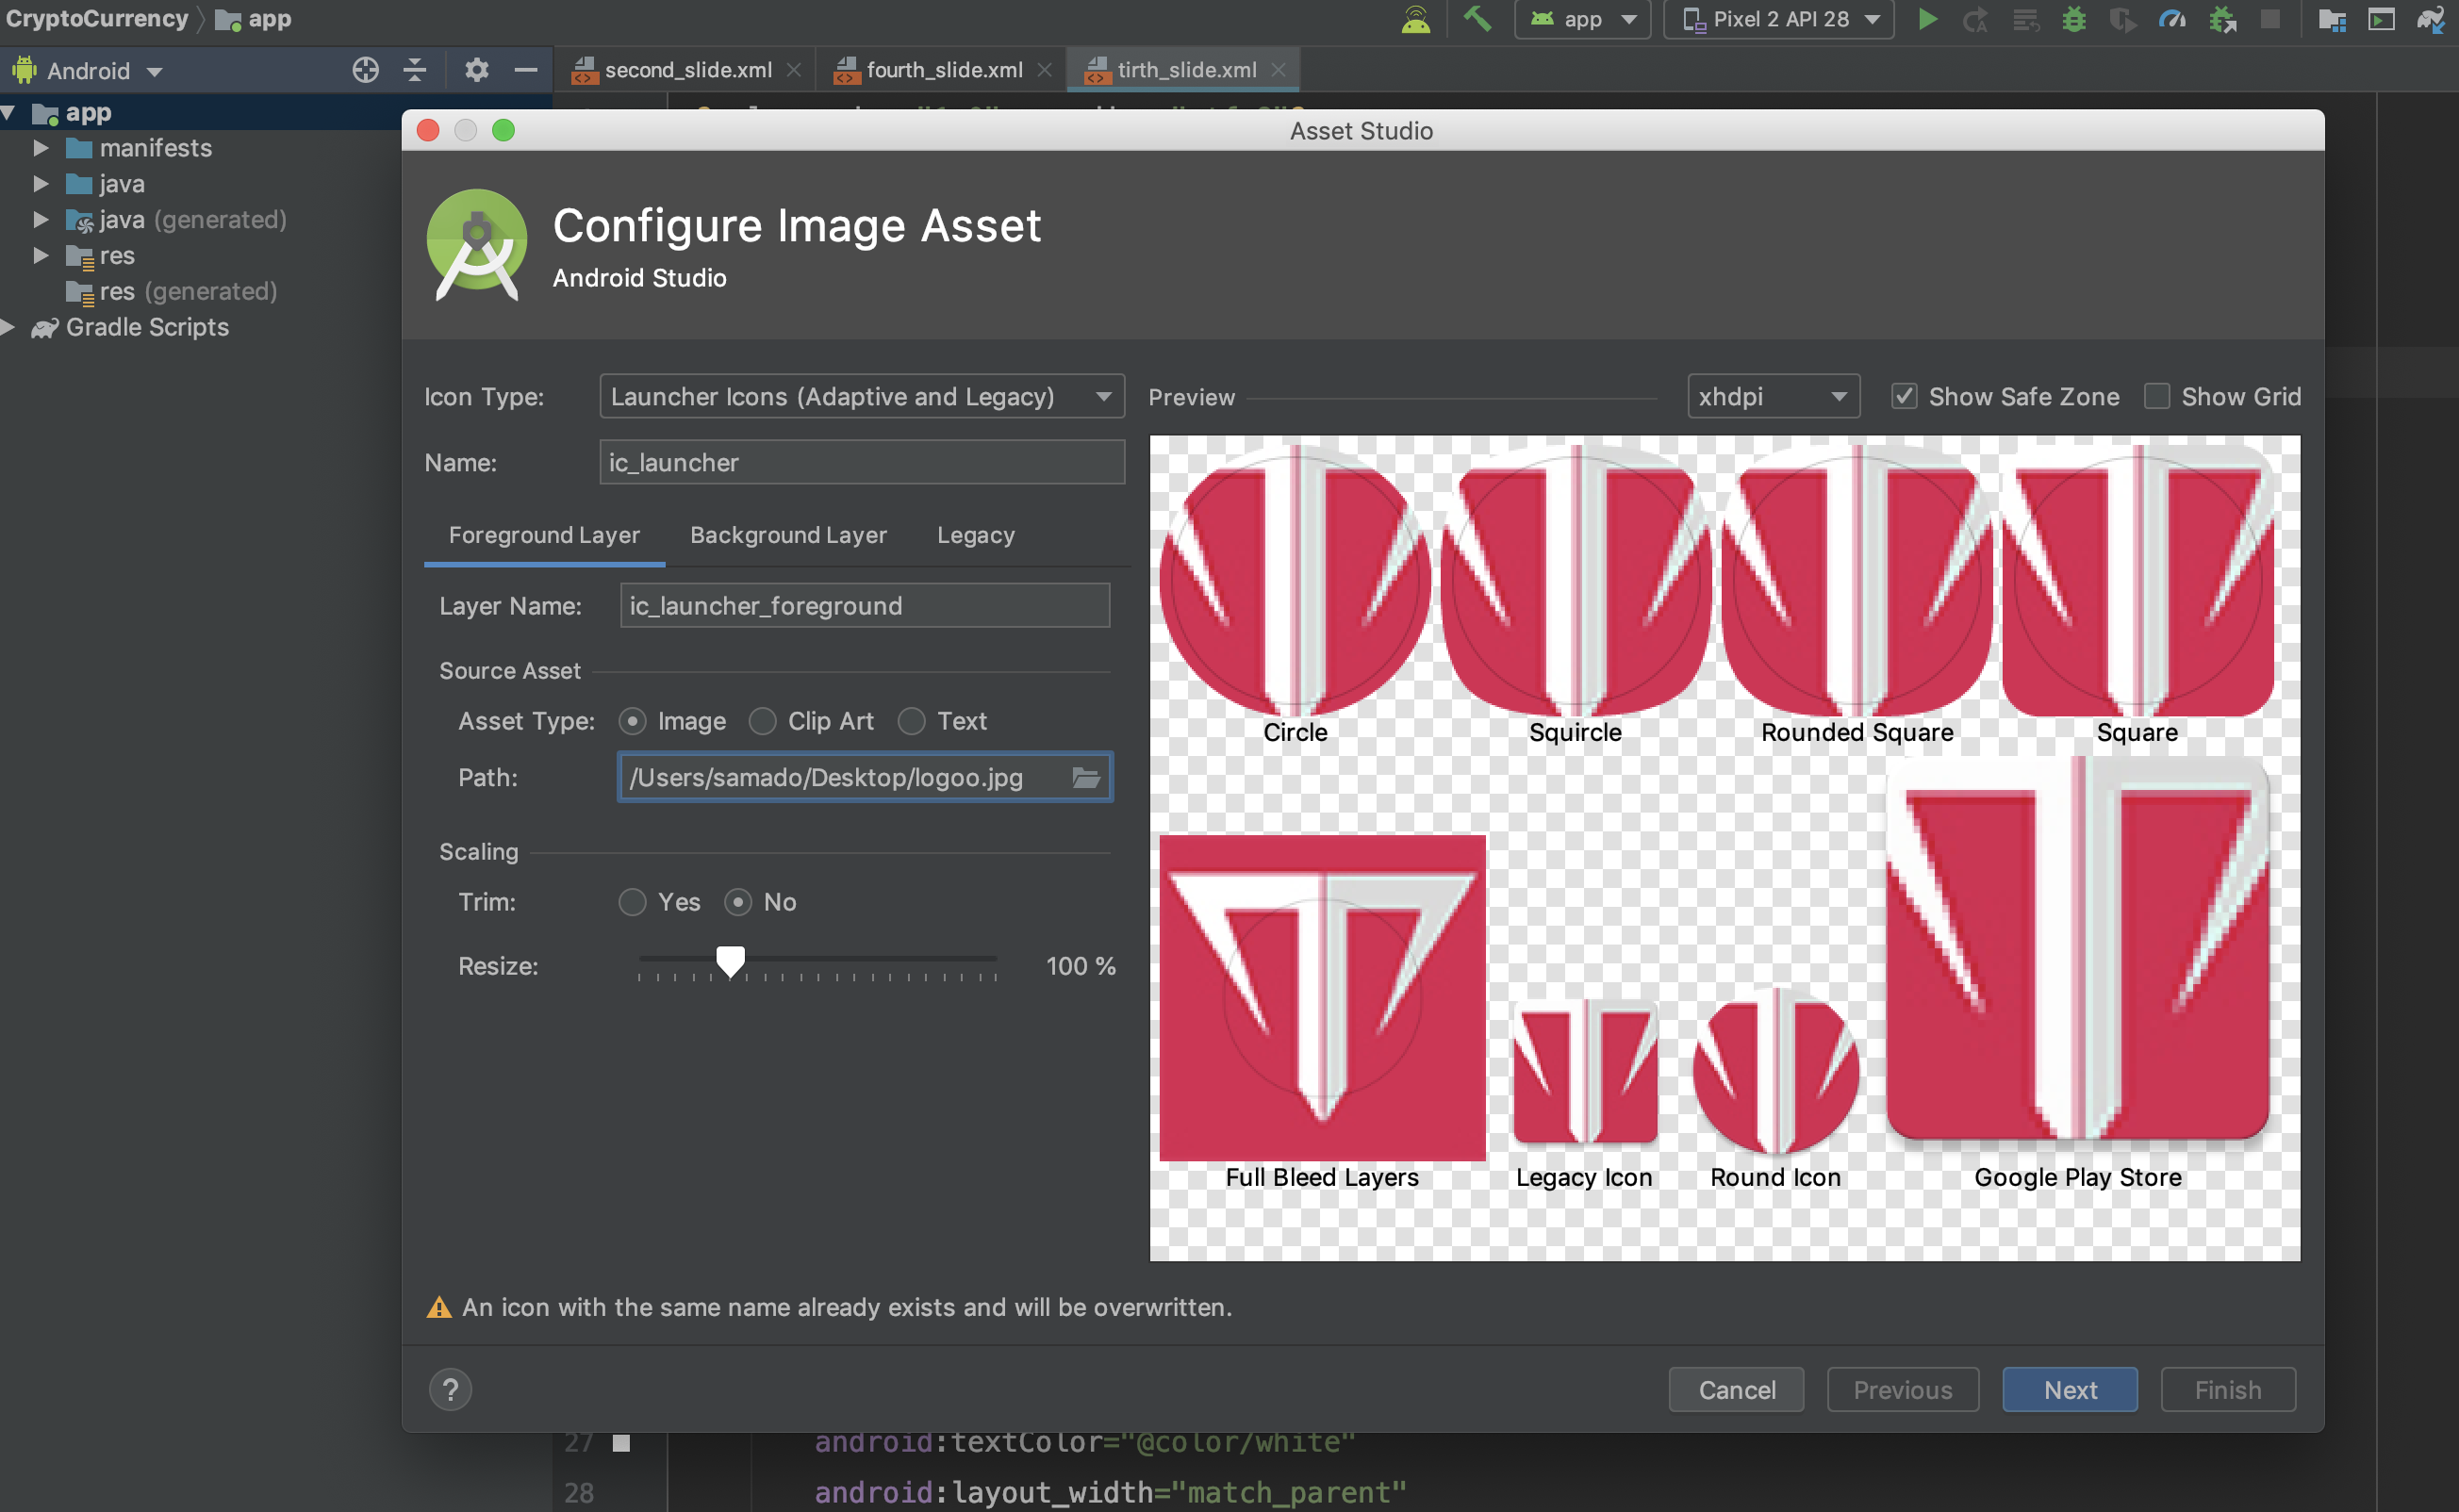 CryptoCurrency app
app Pixel 2 API 28
Android
second_slide.xml fourth_slide.xml tirth_slide.xml
app
manifests
java
java (generated)
res
res (generated)
Gradle Scripts
Asset Studio
Configure Image Asset
Android Studio
Icon Type: Launcher Icons (Adaptive and Legacy)
Name: ic_launcher
Foreground Layer Background Layer Legacy
Layer Name: ic_launcher_foreground
Source Asset
Asset Type: Image Clip Art Text
Path: /Users/samado/Desktop/logoo.jpg
Scaling
Trim: Yes No
Resize: 100 %
Preview xhdpi Show Safe Zone Show Grid
Circle Squircle Rounded Square Square
Full Bleed Layers Legacy Icon Round Icon Google Play Store
An icon with the same name already exists and will be overwritten.
? Cancel Previous Next Finish
27 android:textColor="@color/white"
28 android:layout_width="match_parent"